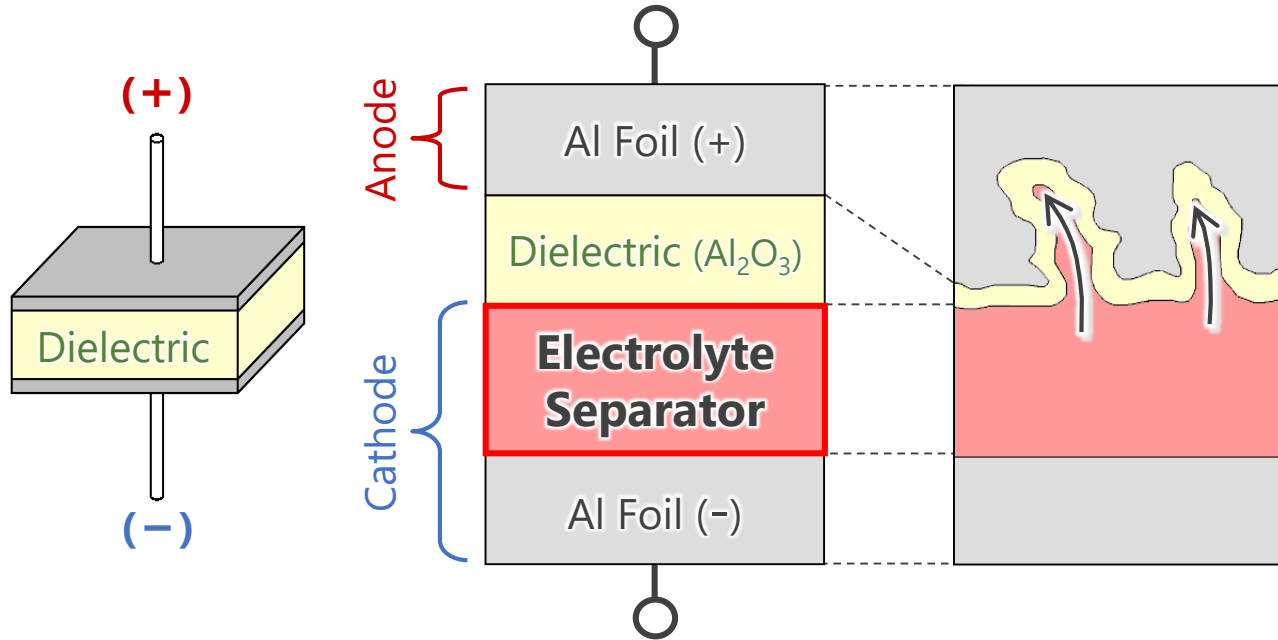 (+)
Dielectric
(−)
Anode
Cathode
Al Foil (+)
Dielectric (Al₂O₃)
Electrolyte
Separator
Al Foil (−)